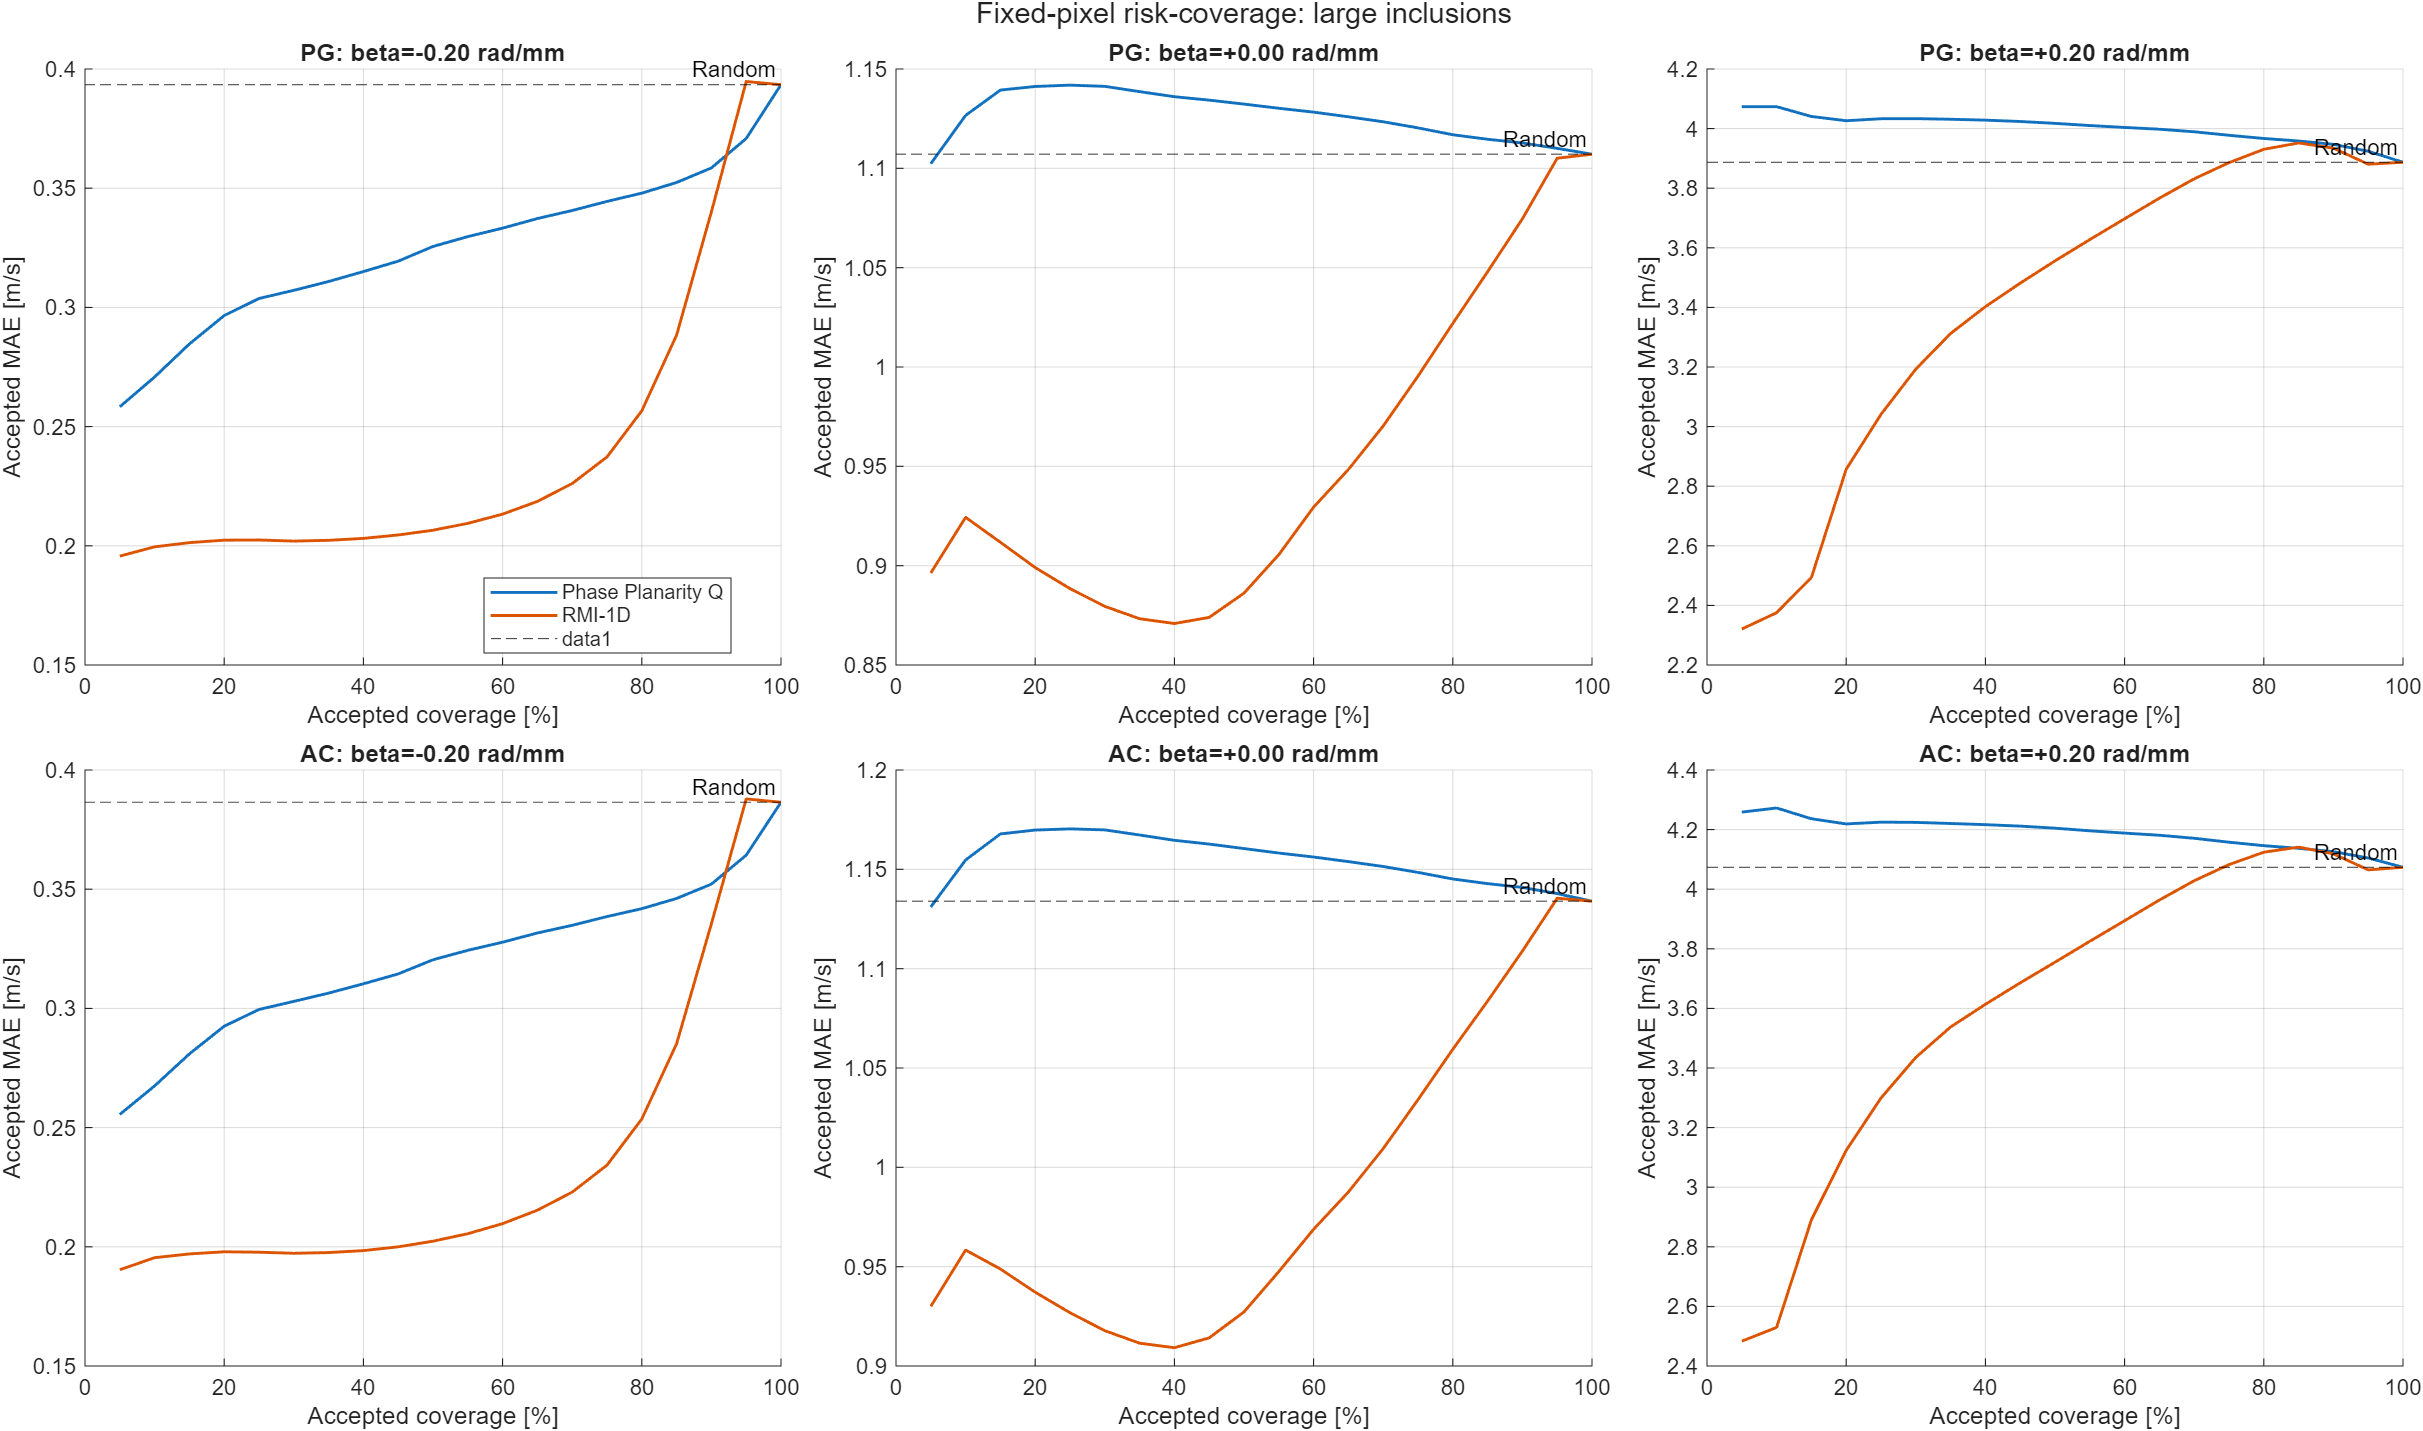 Fixed-pixel risk-coverage: large inclusions
PG: beta=-0.20 rad/mm
Accepted MAE [m/s]
0.4
0.35
0.3
0.25
0.2
0.15
Random
Phase Planarity Q
RMI-1D
data1
0 20 40 60 80 100
Accepted coverage [%]
PG: beta=+0.00 rad/mm
Accepted MAE [m/s]
1.15
1.1
1.05
1
0.95
0.9
0.85
Random
0 20 40 60 80 100
Accepted coverage [%]
PG: beta=+0.20 rad/mm
Accepted MAE [m/s]
4.2
4
3.8
3.6
3.4
3.2
3
2.8
2.6
2.4
2.2
Random
0 20 40 60 80 100
Accepted coverage [%]
AC: beta=-0.20 rad/mm
Accepted MAE [m/s]
0.4
0.35
0.3
0.25
0.2
0.15
Random
0 20 40 60 80 100
Accepted coverage [%]
AC: beta=+0.00 rad/mm
Accepted MAE [m/s]
1.2
1.15
1.1
1.05
1
0.95
0.9
Random
0 20 40 60 80 100
Accepted coverage [%]
AC: beta=+0.20 rad/mm
Accepted MAE [m/s]
4.4
4.2
4
3.8
3.6
3.4
3.2
3
2.8
2.6
2.4
Random
0 20 40 60 80 100
Accepted coverage [%]